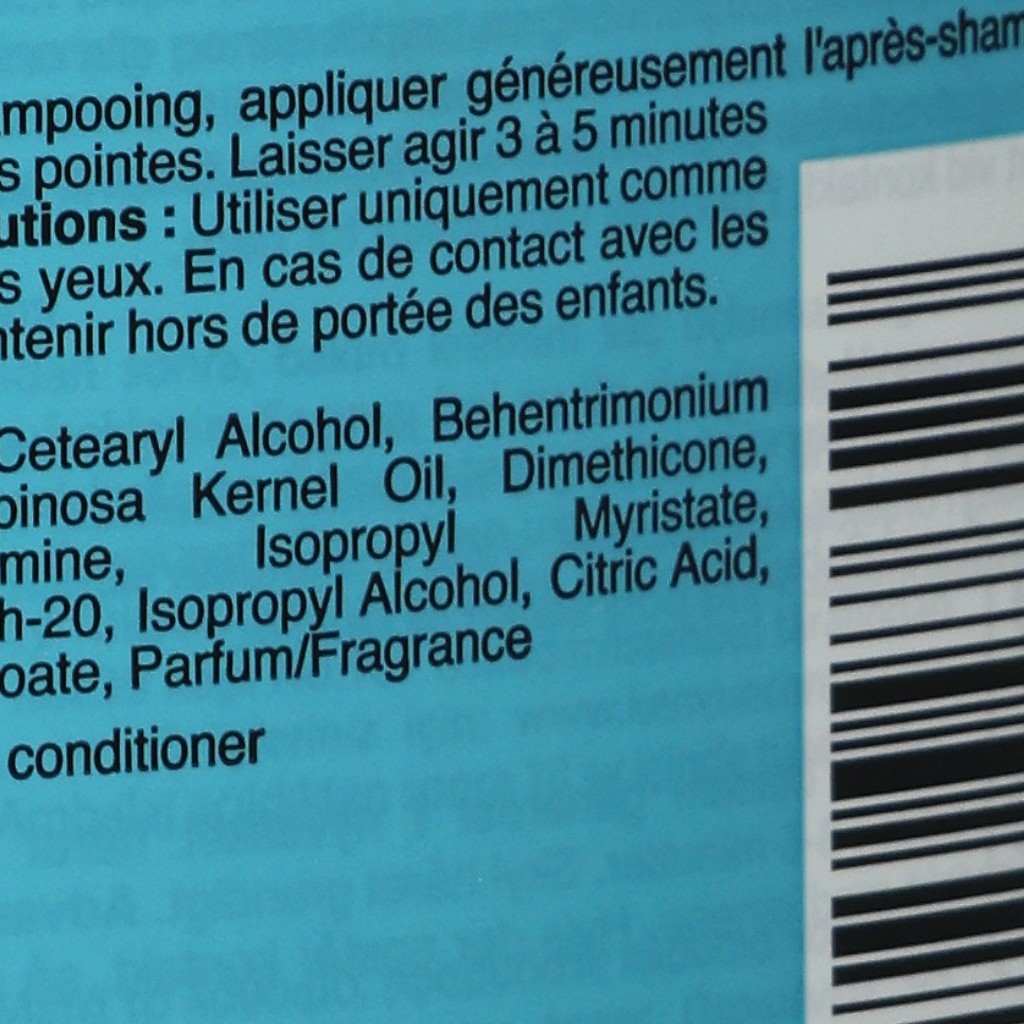 mpooing, appliquer généreusement l'après-sham
s pointes. Laisser agir 3 à 5 minutes
utions : Utiliser uniquement comme
s yeux. En cas de contact avec les
ntenir hors de portée des enfants.
Cetearyl Alcohol, Behentrimonium
pinosa Kernel Oil, Dimethicone,
mine, Isopropyl Myristate,
h-20, Isopropyl Alcohol, Citric Acid,
oate, Parfum/Fragrance
conditioner